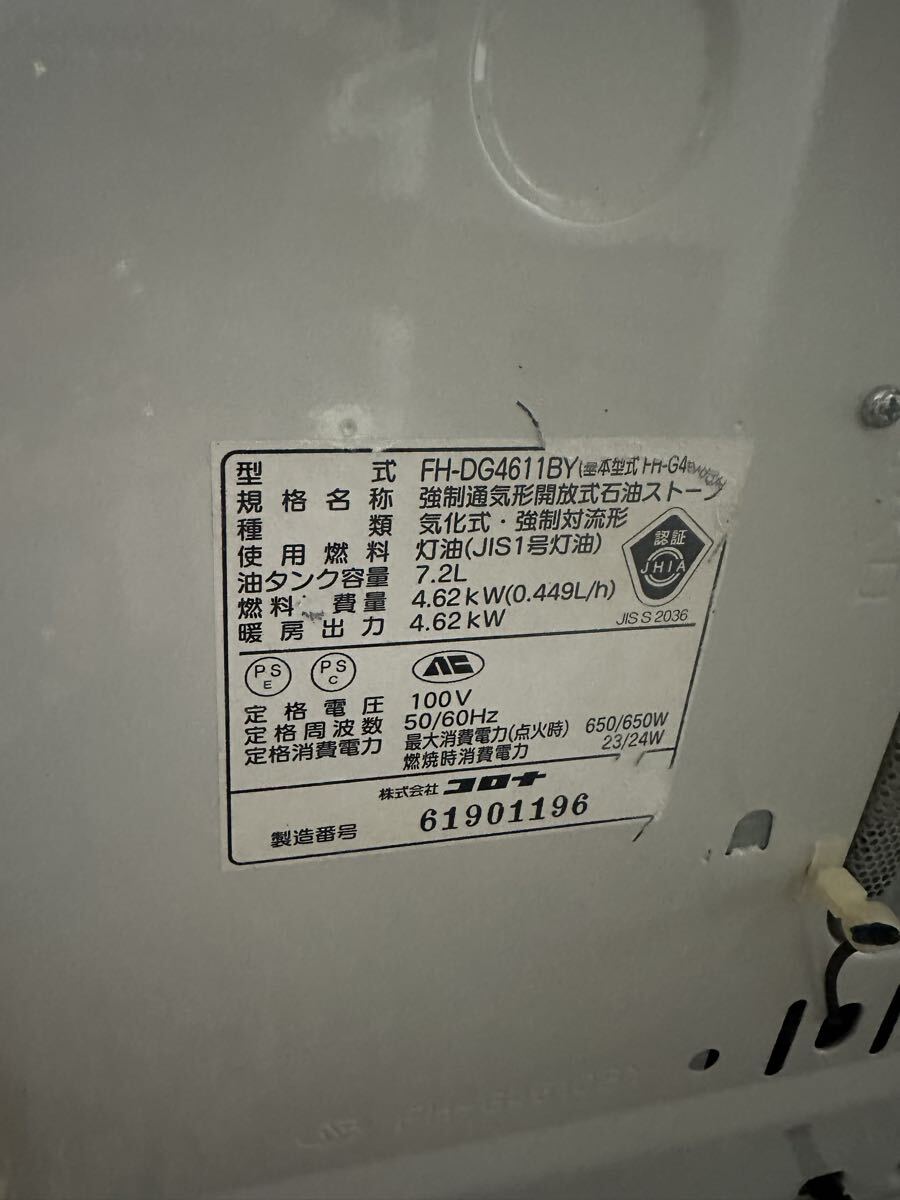 型式 FH-DG4611BY(基本型式 FH-G4
規格名称 強制通気形開放式石油ストーブ
種類 気化式・強制対流形
使用燃料 灯油(JIS1号灯油)
油タンク容量 7.2L
燃料消費量 4.62kW(0.449L/h)
暖房出力 4.62kW
認証
JHIA
JIS S 2036
PS E
PS C
定格電圧 100V
定格周波数 50/60Hz
定格消費電力 最大消費電力(点火時) 650/650W
燃焼時消費電力 23/24W
株式会社 コロナ
製造番号 61901196